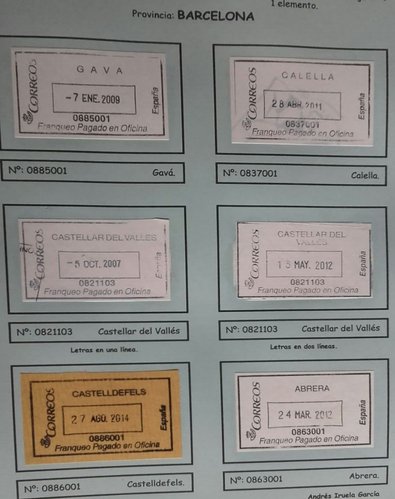 1 elemento.
Provincia: BARCELONA
CORREOS
GAVA
-7 ENE. 2009
0885001
Franqueo Pagado en Oficina
España
CORREOS
CALELLA
28 ABR. 2011
0837001
Franqueo Pagado en Oficina
España
Nº: 0885001 Gavá.
Nº: 0837001 Calella.
CORREOS
CASTELLAR DEL VALLES
-5 OCT. 2007
0821103
Franqueo Pagado en Oficina
España
CORREOS
CASTELLAR DEL
VALLES
15 MAY. 2012
0821103
Franqueo Pagado en Oficina
España
Nº: 0821103 Castellar del Vallés
Nº: 0821103 Castellar del Vallés
Letras en una línea.
Letras en dos líneas.
CORREOS
CASTELLDEFELS
27 AGO. 2014
0886001
Franqueo Pagado en Oficina
España
CORREOS
ABRERA
24 MAR. 2012
0863001
Franqueo Pagado en Oficina
España
Nº: 0886001 Castelldefels.
Nº: 0863001 Abrera.
Andrés Iruela García